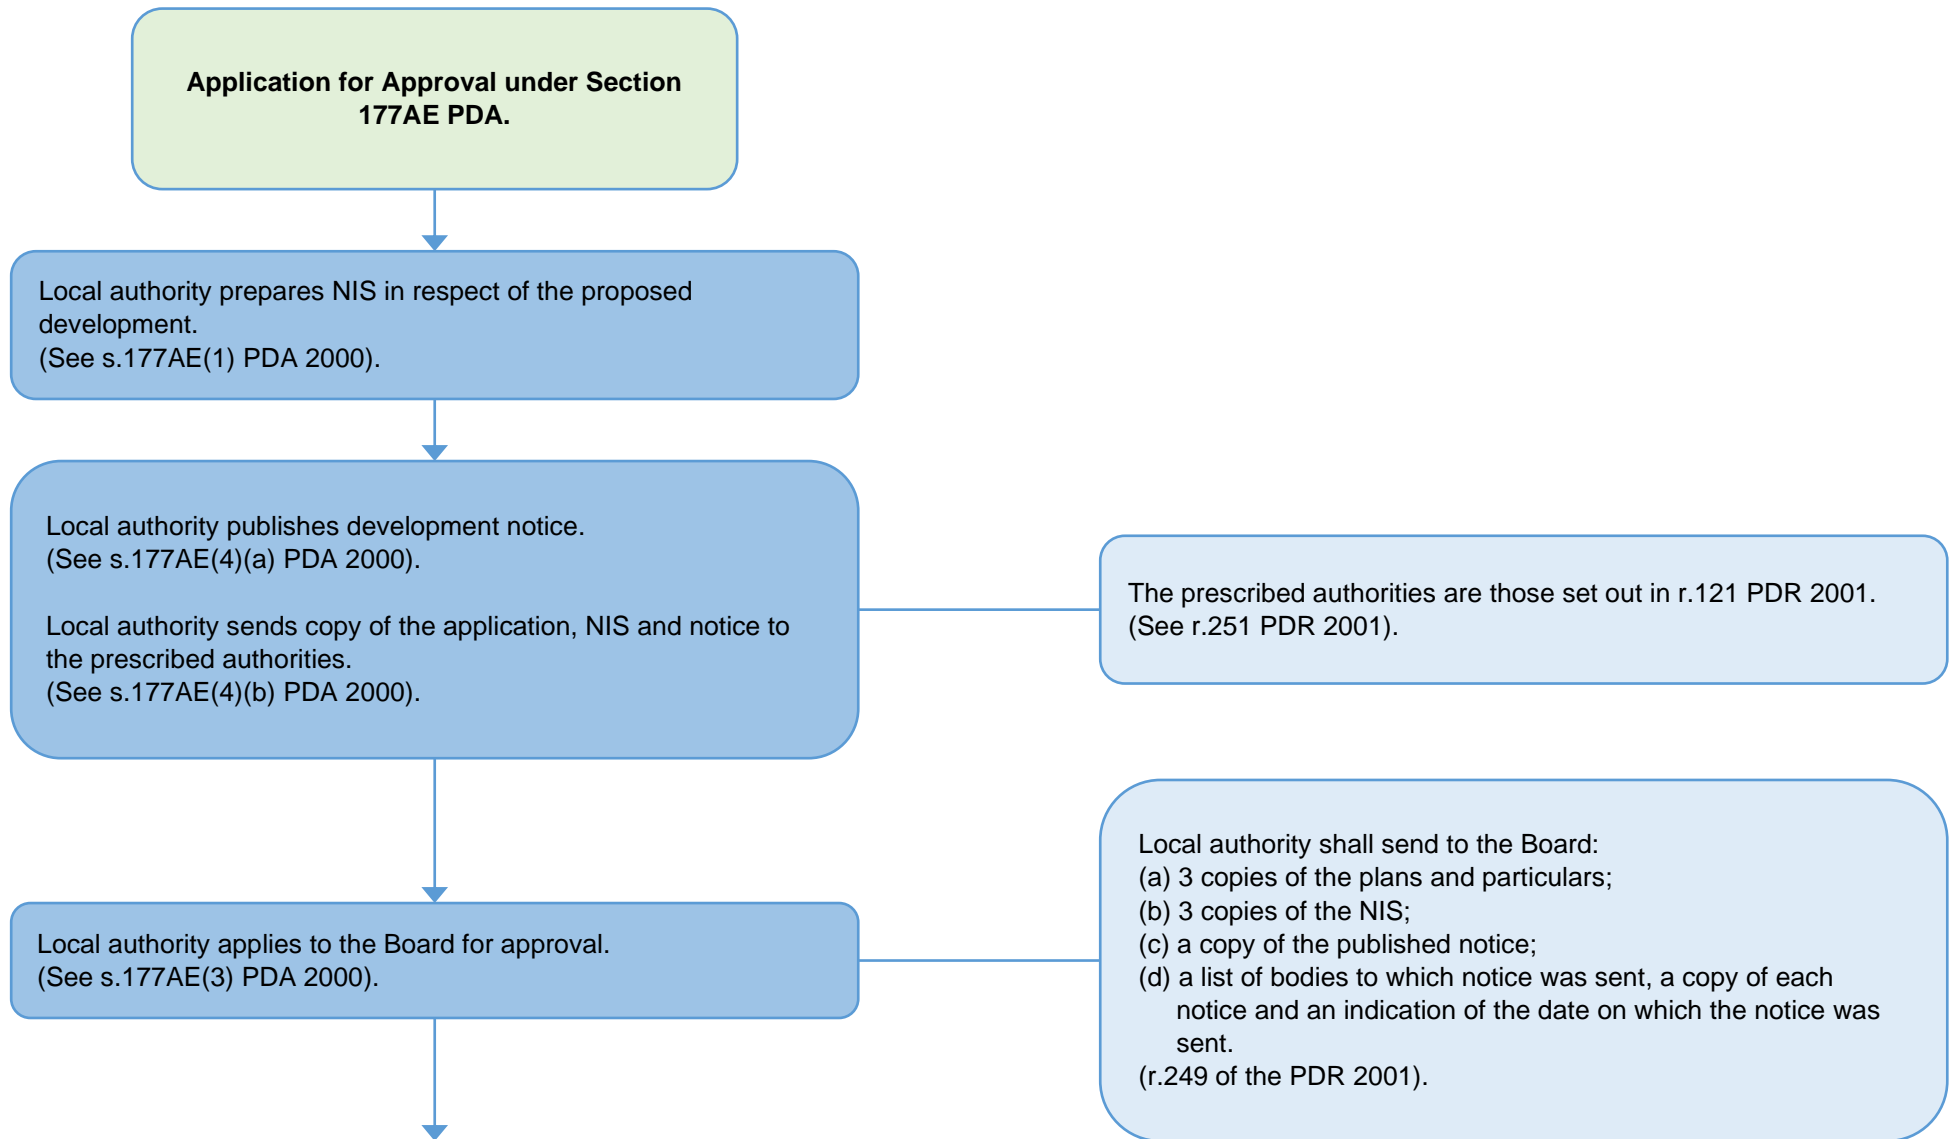 Application for Approval under Section
177AE PDA.
Local authority prepares NIS in respect of the proposed
development.
(See s.177AE(1) PDA 2000).
Local authority publishes development notice.
(See s.177AE(4)(a) PDA 2000).
Local authority sends copy of the application, NIS and notice to
the prescribed authorities.
(See s.177AE(4)(b) PDA 2000).
The prescribed authorities are those set out in r.121 PDR 2001.
(See r.251 PDR 2001).
Local authority applies to the Board for approval.
(See s.177AE(3) PDA 2000).
Local authority shall send to the Board:
(a) 3 copies of the plans and particulars;
(b) 3 copies of the NIS;
(c) a copy of the published notice;
(d) a list of bodies to which notice was sent, a copy of each
notice and an indication of the date on which the notice was
sent.
(r.249 of the PDR 2001).